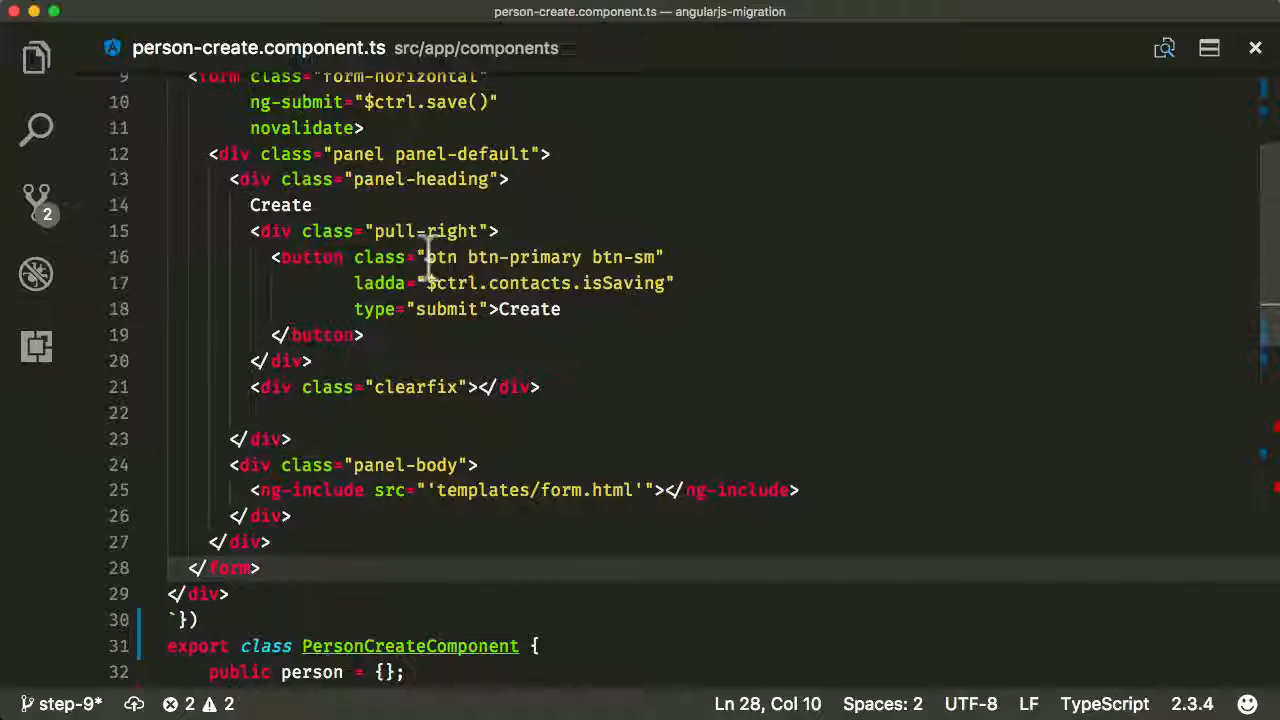 person-create.component.ts — angularjs-migration
person-create.component.ts src/app/components
9 <form class="form-horizontal"
10 ng-submit="$ctrl.save()"
11 novalidate>
12 <div class="panel panel-default">
13 <div class="panel-heading">
14 Create
15 <div class="pull-right">
16 <button class="btn btn-primary btn-sm"
17 ladda="$ctrl.contacts.isSaving"
18 type="submit">Create
19 </button>
20 </div>
21 <div class="clearfix"></div>
22
23 </div>
24 <div class="panel-body">
25 <ng-include src="'templates/form.html'"></ng-include>
26 </div>
27 </div>
28 </form>
29 </div>
30 `})
31 export class PersonCreateComponent {
32 public person = {};
2
step-9* 2 2 Ln 28, Col 10 Spaces: 2 UTF-8 LF TypeScript 2.3.4